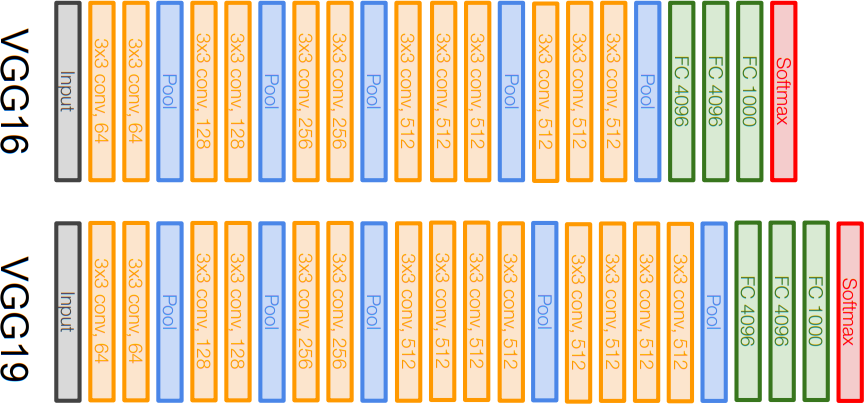 VGG16
Input
3x3 conv, 64
3x3 conv, 64
Pool
3x3 conv, 128
3x3 conv, 128
Pool
3x3 conv, 256
3x3 conv, 256
Pool
3x3 conv, 512
3x3 conv, 512
3x3 conv, 512
Pool
3x3 conv, 512
3x3 conv, 512
3x3 conv, 512
Pool
FC 4096
FC 4096
FC 1000
Softmax
VGG19
Input
3x3 conv, 64
3x3 conv, 64
Pool
3x3 conv, 128
3x3 conv, 128
Pool
3x3 conv, 256
3x3 conv, 256
Pool
3x3 conv, 512
3x3 conv, 512
3x3 conv, 512
3x3 conv, 512
Pool
3x3 conv, 512
3x3 conv, 512
3x3 conv, 512
3x3 conv, 512
Pool
FC 4096
FC 4096
FC 1000
Softmax